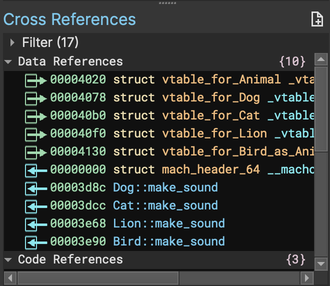 Cross References
Filter (17)
Data References {10}
00004020 struct vtable_for_Animal _vta
00004078 struct vtable_for_Dog _vtable
000040b0 struct vtable_for_Cat _vtable
000040f0 struct vtable_for_Lion _vtab
00004130 struct vtable_for_Bird_as_Ani
00000000 struct mach_header_64 __macho
00003d8c Dog::make_sound
00003dcc Cat::make_sound
00003e68 Lion::make_sound
00003e90 Bird::make_sound
Code References {3}